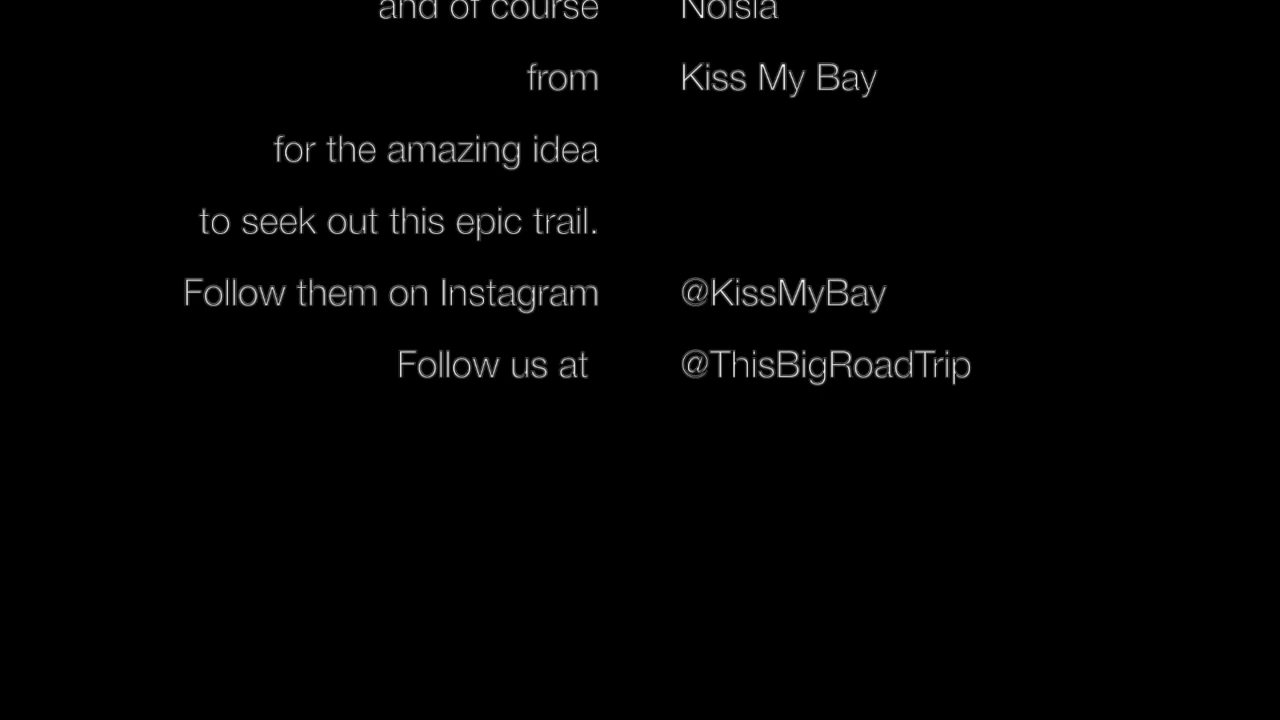 and of course Noisia
from Kiss My Bay
for the amazing idea
to seek out this epic trail.
Follow them on Instagram @KissMyBay
Follow us at @ThisBigRoadTrip